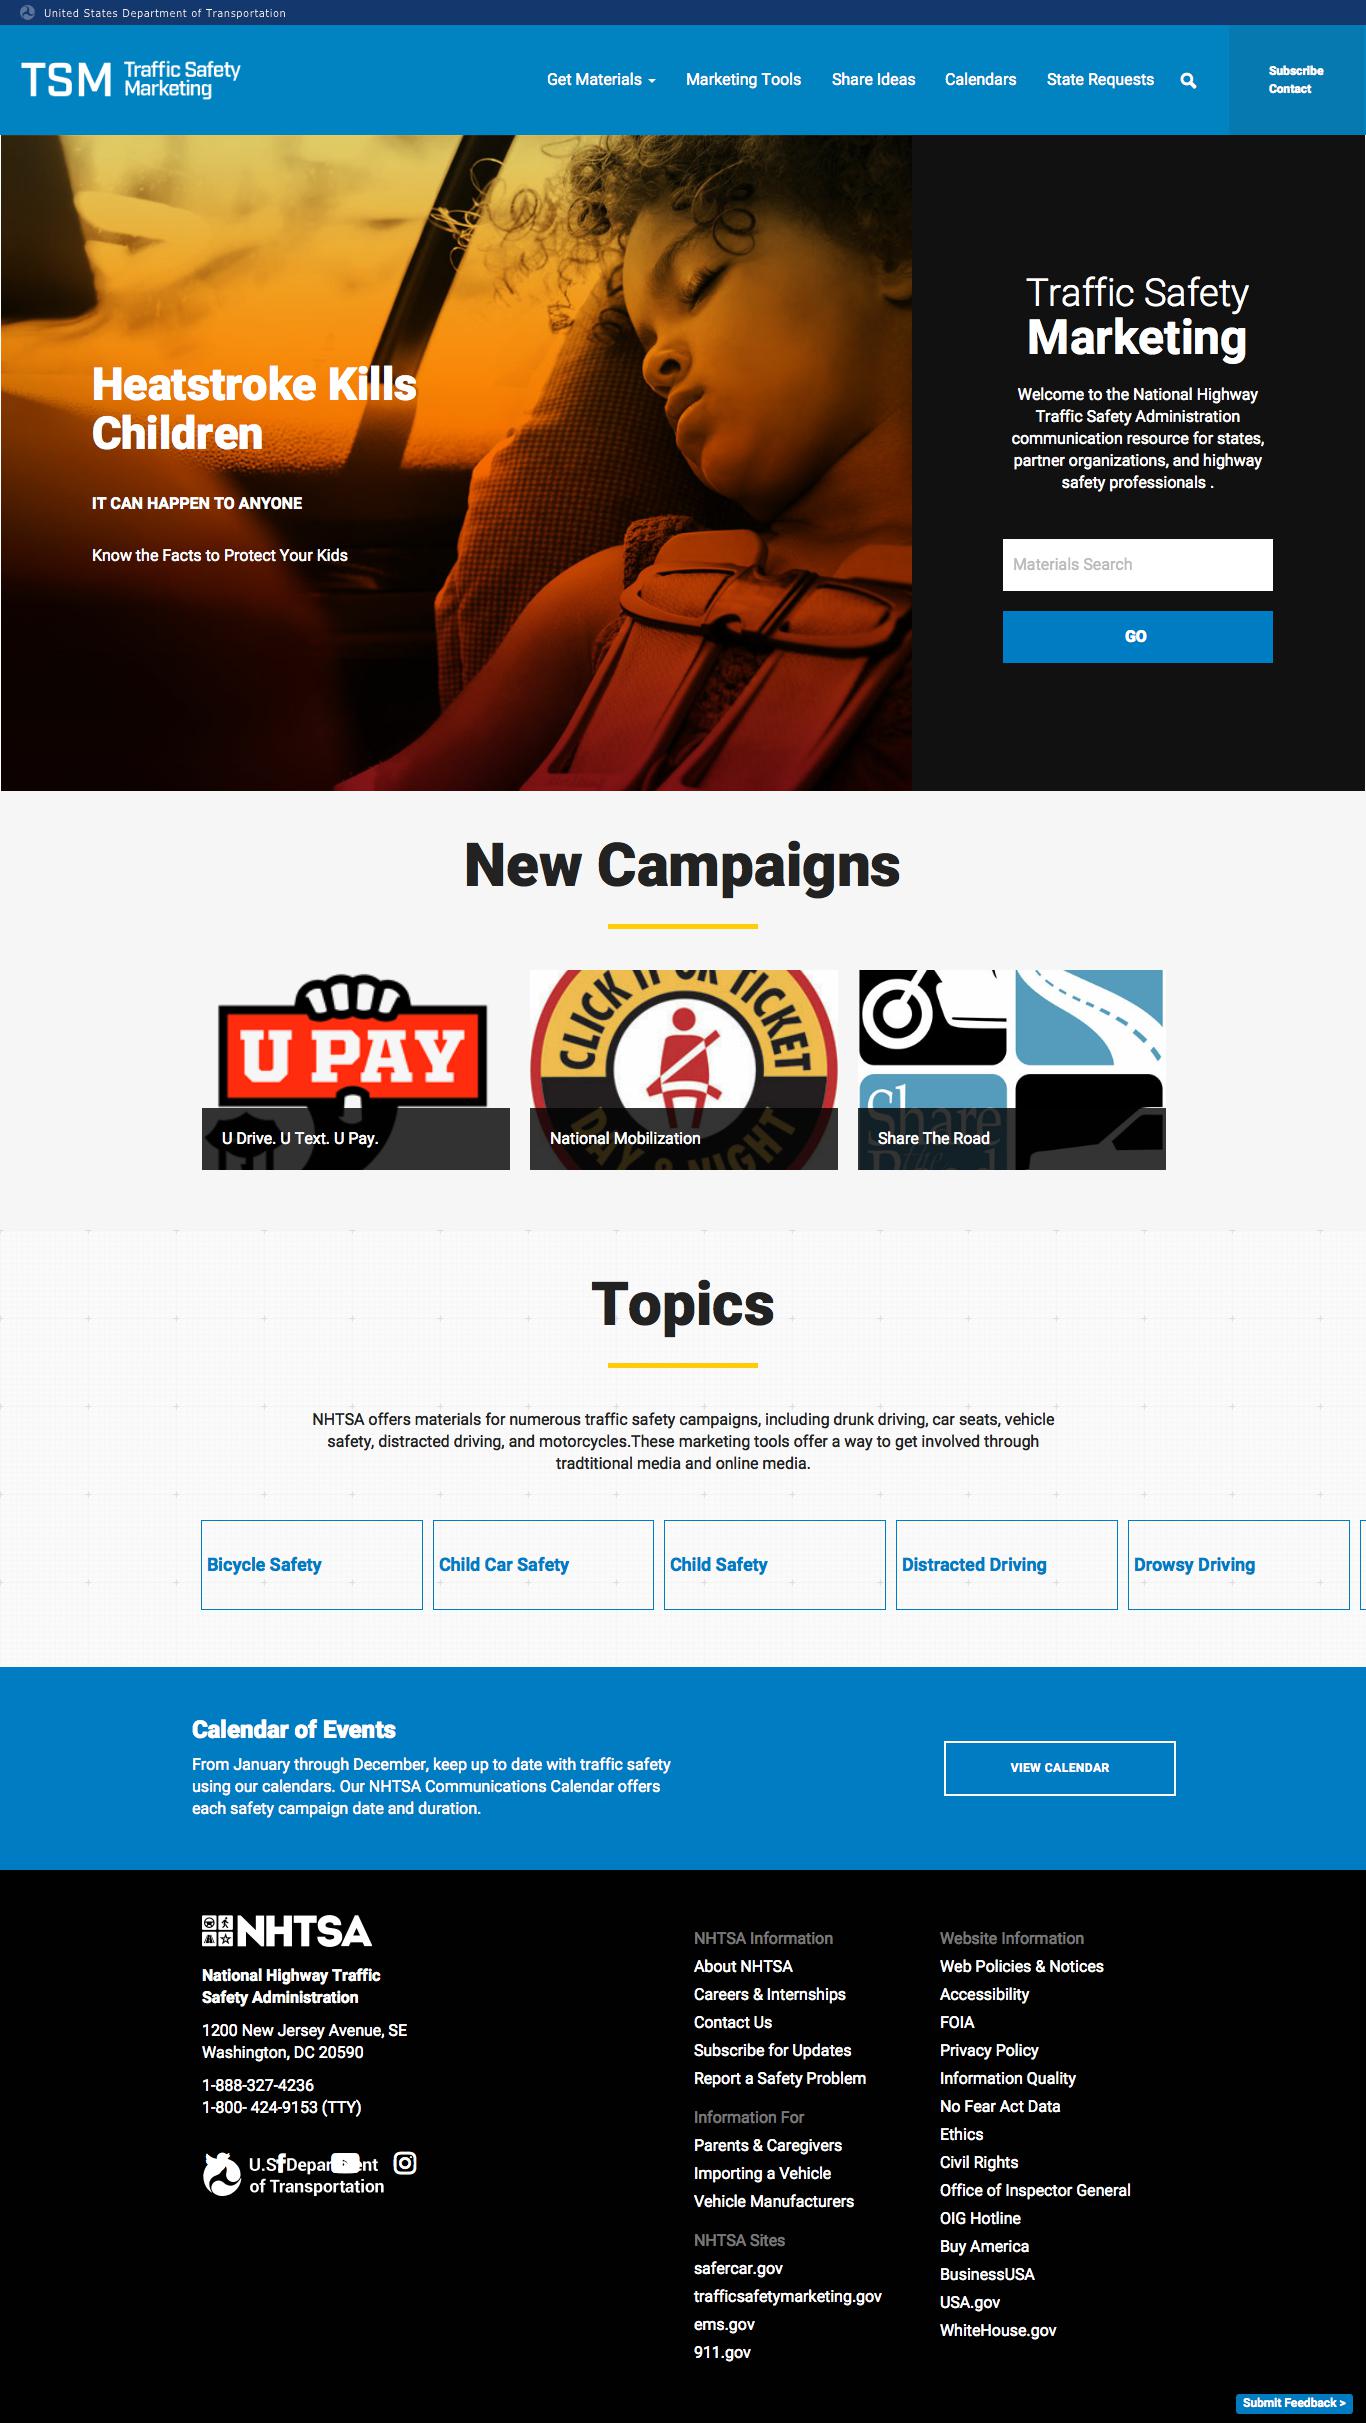 United States Department of Transportation
TSM Traffic Safety
Marketing
Get Materials
Marketing Tools
Share Ideas
Calendars
State Requests
Subscribe
Contact
Heatstroke Kills
Children
IT CAN HAPPEN TO ANYONE
Know the Facts to Protect Your Kids
Traffic Safety
Marketing
Welcome to the National Highway
Traffic Safety Administration
communication resource for states,
partner organizations, and highway
safety professionals .
Materials Search
GO
New Campaigns
U PAY
U Drive. U Text. U Pay.
CLICK IT OR TICKET
DAY & NIGHT
National Mobilization
Share
the
Road
Share The Road
Topics
NHTSA offers materials for numerous traffic safety campaigns, including drunk driving, car seats, vehicle
safety, distracted driving, and motorcycles.These marketing tools offer a way to get involved through
tradtitional media and online media.
Bicycle Safety
Child Car Safety
Child Safety
Distracted Driving
Drowsy Driving
Calendar of Events
From January through December, keep up to date with traffic safety
using our calendars. Our NHTSA Communications Calendar offers
each safety campaign date and duration.
VIEW CALENDAR
NHTSA
National Highway Traffic
Safety Administration
1200 New Jersey Avenue, SE
Washington, DC 20590
1-888-327-4236
1-800- 424-9153 (TTY)
U.S. Department
of Transportation
NHTSA Information
About NHTSA
Careers & Internships
Contact Us
Subscribe for Updates
Report a Safety Problem
Information For
Parents & Caregivers
Importing a Vehicle
Vehicle Manufacturers
NHTSA Sites
safercar.gov
trafficsafetymarketing.gov
ems.gov
911.gov
Website Information
Web Policies & Notices
Accessibility
FOIA
Privacy Policy
Information Quality
No Fear Act Data
Ethics
Civil Rights
Office of Inspector General
OIG Hotline
Buy America
BusinessUSA
USA.gov
WhiteHouse.gov
Submit Feedback >